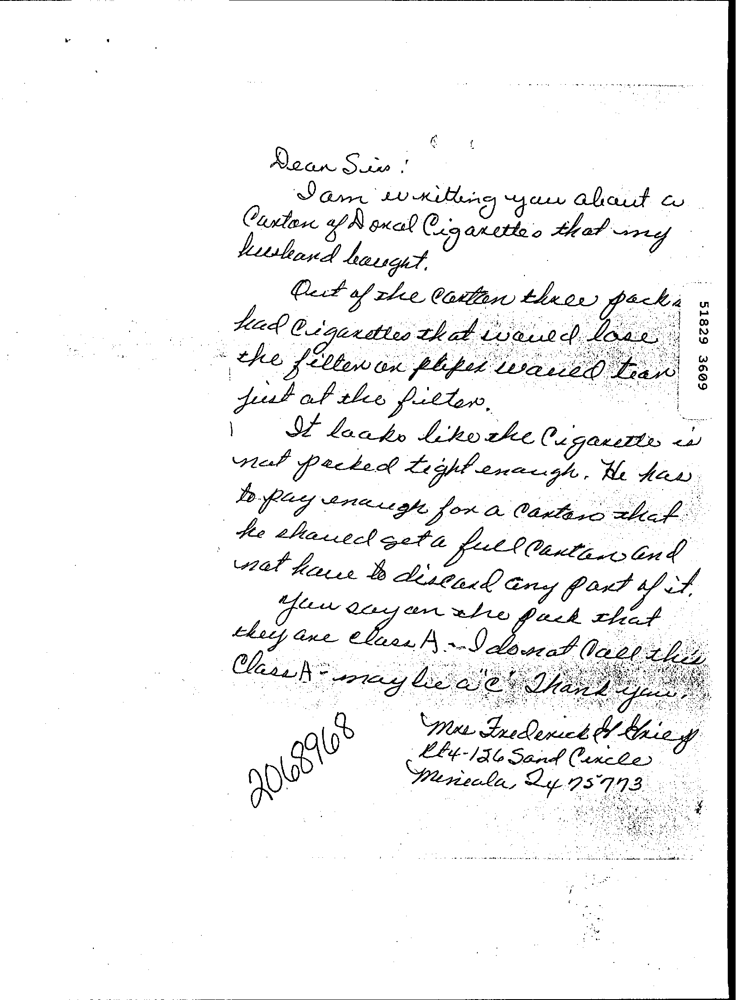 Dear Sirs:
I am writting you about a
Carton of Doral Cigarettes that my
husband bought.
Out of the Carton three packs
had Cigarettes that would lose
the filter or paper would tear
just at the filter.
It looks like the Cigarette is
not packed tight enough. He has
to pay enough for a Carton that
he should get a full Carton and
not have to discard any part of it.
You say on the pack that
they are class A - I do not Call this
Class A - maybe a "C" Thank you.
Mrs Frederick H
Rt4-126 Sand Circle
Mineola, Tx 75773
2068968
51829 3609